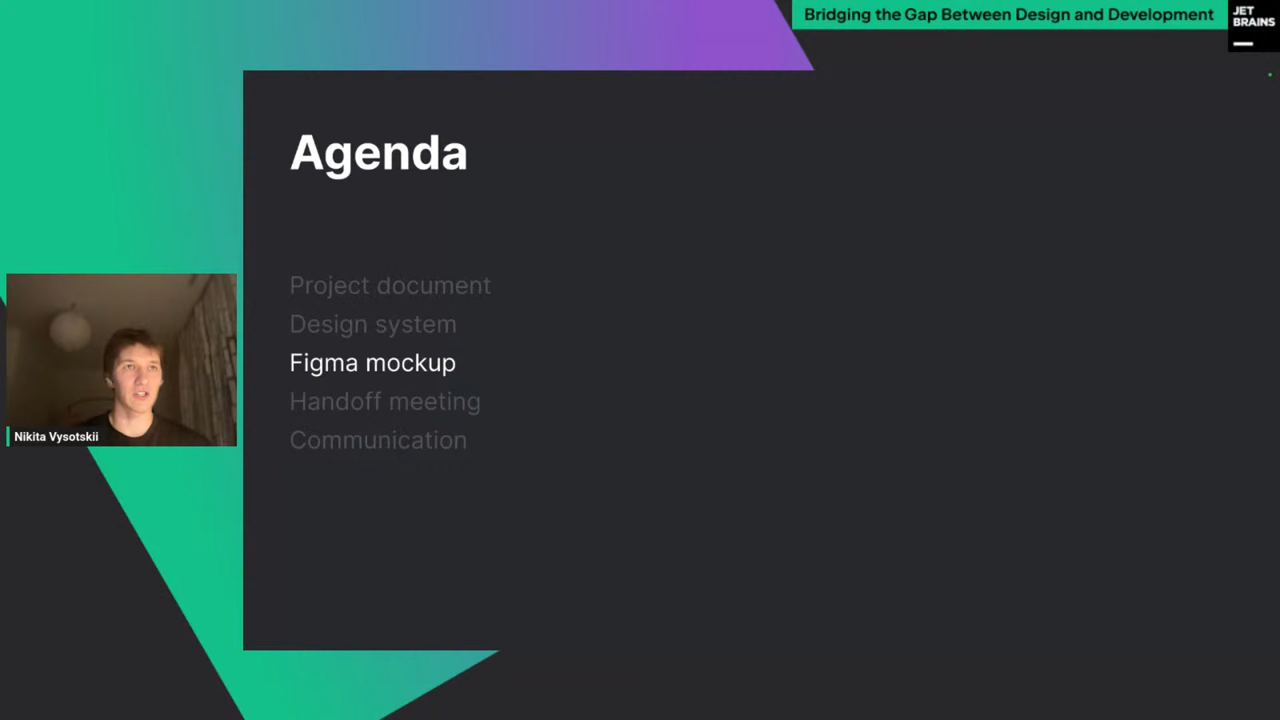 Bridging the Gap Between Design and Development
JET
BRAINS
Agenda
Project document
Design system
Figma mockup
Handoff meeting
Communication
Nikita Vysotskii